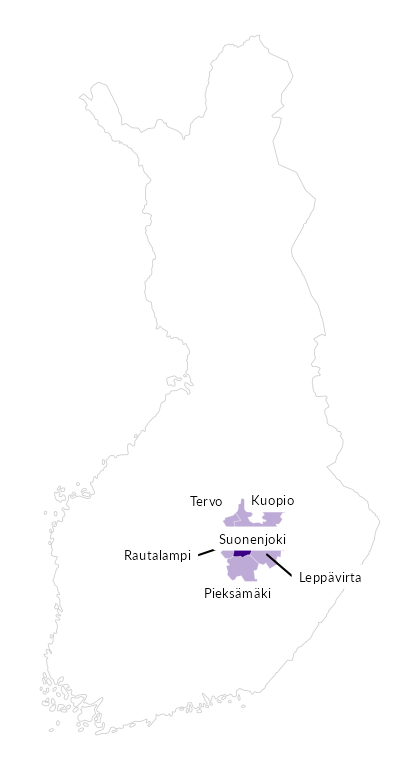 Tervo
Kuopio
Suonenjoki
Rautalampi
Leppävirta
Pieksämäki